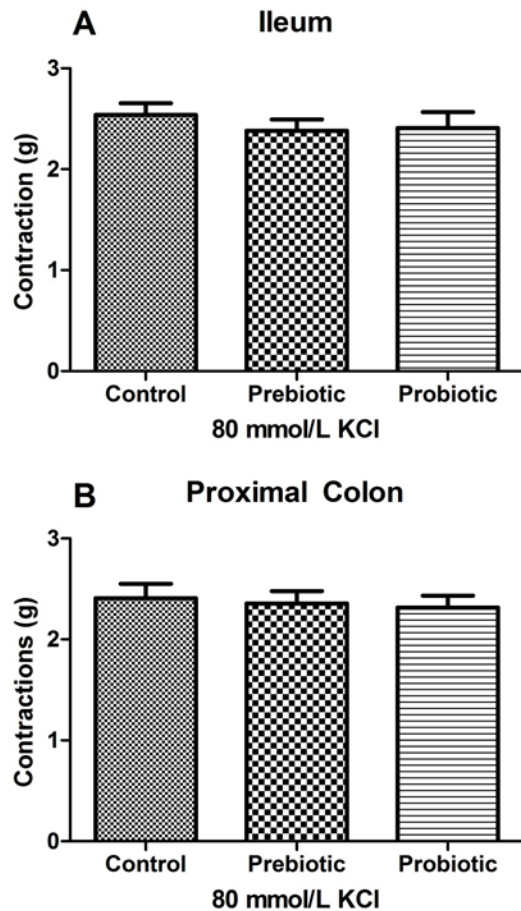 A Ileum
3
2
1
0
Contraction (g)
Control Prebiotic Probiotic
80 mmol/L KCl
B Proximal Colon
3
2
1
0
Contractions (g)
Control Prebiotic Probiotic
80 mmol/L KCl